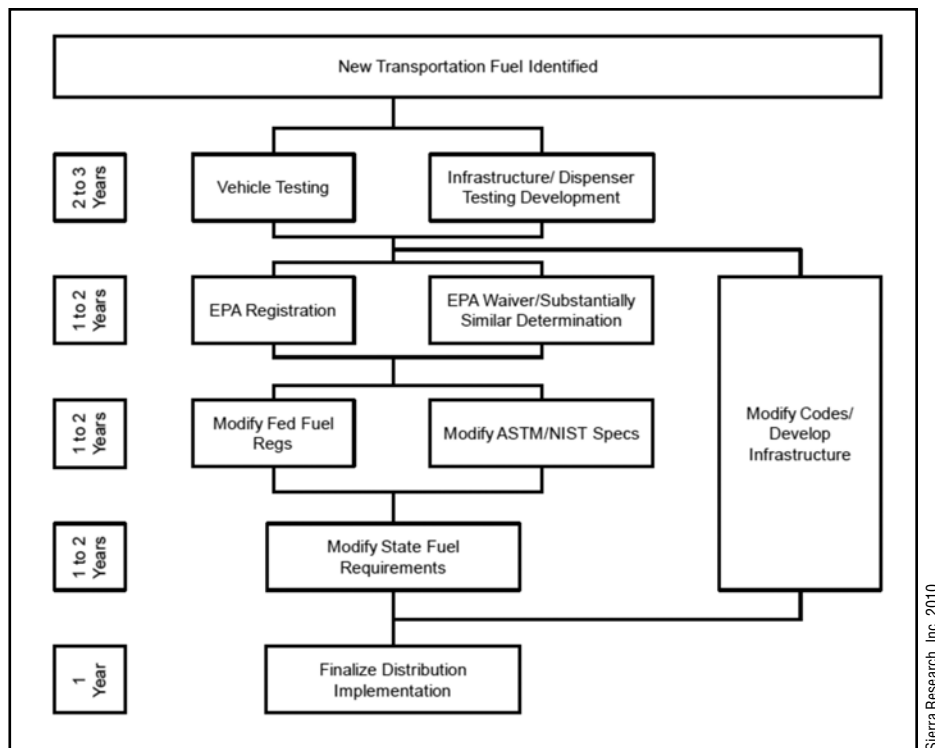 New Transportation Fuel Identified
2 to 3
Years
Vehicle Testing
Infrastructure/ Dispenser
Testing Development
1 to 2
Years
EPA Registration
EPA Waiver/Substantially
Similar Determination
1 to 2
Years
Modify Fed Fuel
Regs
Modify ASTM/NIST Specs
Modify Codes/
Develop
Infrastructure
1 to 2
Years
Modify State Fuel
Requirements
1
Year
Finalize Distribution
Implementation
Sierra Research, Inc. 2010